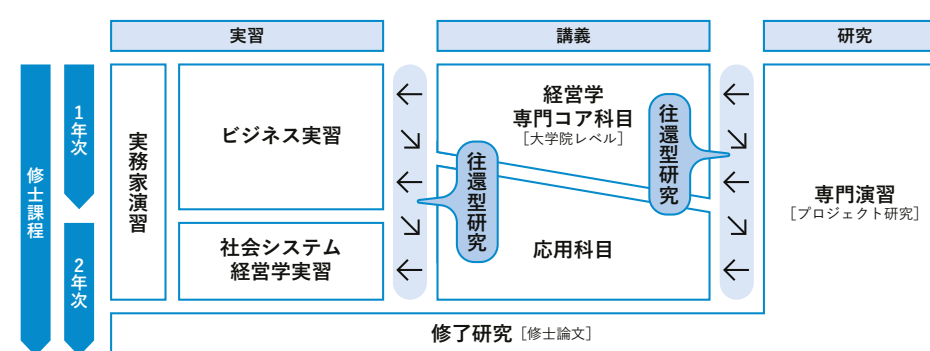 実習
講義
研究
修士課程
1年次
2年次
実務家演習
ビジネス実習
社会システム
経営学実習
往還型研究
経営学
専門コア科目
[大学院レベル]
応用科目
往還型研究
専門演習
[プロジェクト研究]
修了研究 [修士論文]